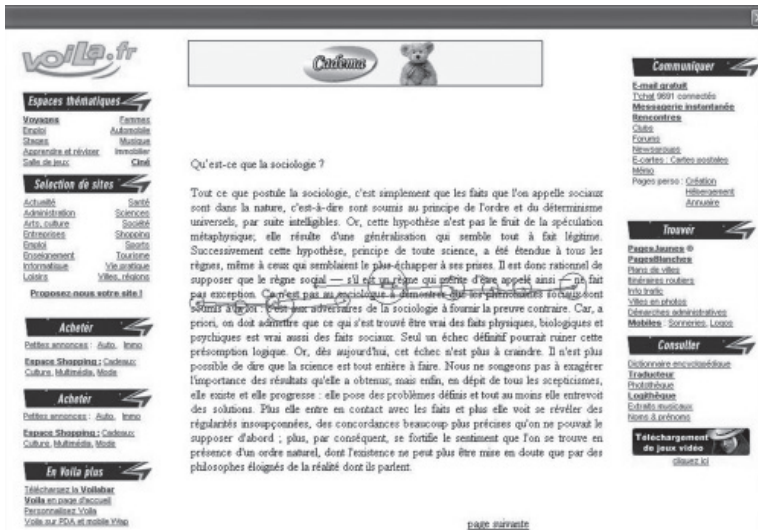 voila.fr
Cadeaux
Espaces thématiques
Voyages Femmes
Emploi Automobile
Stages Musique
Apprendre et réviser Immobilier
Salle de jeux Ciné
Sélection de sites
Actualité Santé
Administration Sciences
Arts, culture Société
Entreprises Shopping
Emploi Sports
Enseignement Tourisme
Informatique Vie pratique
Loisirs Villes, régions
Proposez nous votre site !
Acheter
Petites annonces : Auto, Immo
Espace Shopping : Cadeaux
Culture, Multimédia, Mode
Acheter
Petites annonces : Auto, Immo
Espace Shopping : Cadeaux
Culture, Multimédia, Mode
En Voila plus
Téléchargez la Voilabar
Voila en page d'accueil
Personnalisez Voila
Voila sur PDA et mobile Wap
Qu'est-ce que la sociologie ?
Tout ce que postule la sociologie, c'est simplement que les faits que l'on appelle sociaux
sont dans la nature, c'est-à-dire sont soumis au principe de l'ordre et du déterminisme
universels, par suite intelligibles. Or, cette hypothèse n'est pas le fruit de la spéculation
métaphysique; elle résulte d'une généralisation qui semble tout à fait légitime.
Successivement cette hypothèse, principe de toute science, a été étendue à tous les
règnes, même à ceux qui semblaient le plus échapper à ses prises. Il est donc rationnel de
supposer que le règne social — s'il est un règne qui mérite d'être appelé ainsi — ne fait
pas exception. Ce n'est pas au sociologue à démontrer que les phénomènes sociaux sont
soumis à la loi : c'est aux adversaires de la sociologie à fournir la preuve contraire. Car, a
priori, on doit admettre que ce qui s'est trouvé être vrai des faits physiques, biologiques et
psychiques est vrai aussi des faits sociaux. Seul un échec définitif pourrait ruiner cette
présomption logique. Or, dès aujourd'hui, cet échec n'est plus à craindre. Il n'est plus
possible de dire que la science est tout entière à faire. Nous ne songeons pas à exagérer
l'importance des résultats qu'elle a obtenus; mais enfin, en dépit de tous les scepticismes,
elle existe et elle progresse : elle pose des problèmes définis et tout au moins elle entrevoit
des solutions. Plus elle entre en contact avec les faits et plus elle voit se révéler des
régularités insoupçonnées, des concordances beaucoup plus précises qu'on ne pouvait le
supposer d'abord ; plus, par conséquent, se fortifie le sentiment que l'on se trouve en
présence d'un ordre naturel, dont l'existence ne peut plus être mise en doute que par des
philosophes éloignés de la réalité dont ils parlent.
page suivante
Communiquer
E-mail gratuit
T'chat 9691 connectés
Messagerie instantanée
Rencontres
Clubs
Forums
Newsgroups
E-cartes : Cartes postales
Mémo
Pages perso : Création
Hébergement
Annuaire
Trouver
PagesJaunes ®
PagesBlanches
Plans de villes
Itinéraires routiers
Info trafic
Villes en photos
Démarches administratives
Mobiles : Sonneries, Logos
Consulter
Dictionnaire encyclopédique
Traducteur
Photothèque
Logithèque
Extraits musicaux
Noms & prénoms
Téléchargement
de jeux vidéo
cliquez ici